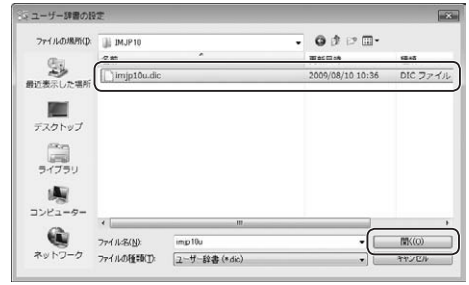 ユーザー辞書の設定
ファイルの場所(I):
IMJP10
名前
更新日時
種類
imjp10u.dic
2009/08/10 10:36
DIC ファイル
最近表示した場所
デスクトップ
ライブラリ
コンピューター
ネットワーク
ファイル名(N):
imjp10u
開く(O)
ファイルの種類(T):
ユーザー辞書 (*.dic)
キャンセル